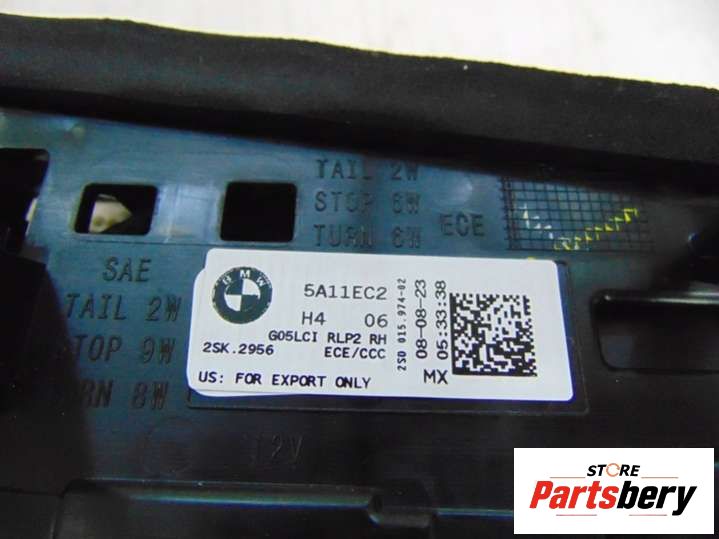 TAIL 2W
STOP 6W
TURN 6W
ECE
SAE
TAIL 2W
STOP 9W
TURN 8W
BMW
5A11EC2
H4 06
G05LCI RLP2 RH
2SK.2956 ECE/CCC
US: FOR EXPORT ONLY
2SD 015.974-02
08-08-23
05:33:38
MX
12V
STORE
Partsbery